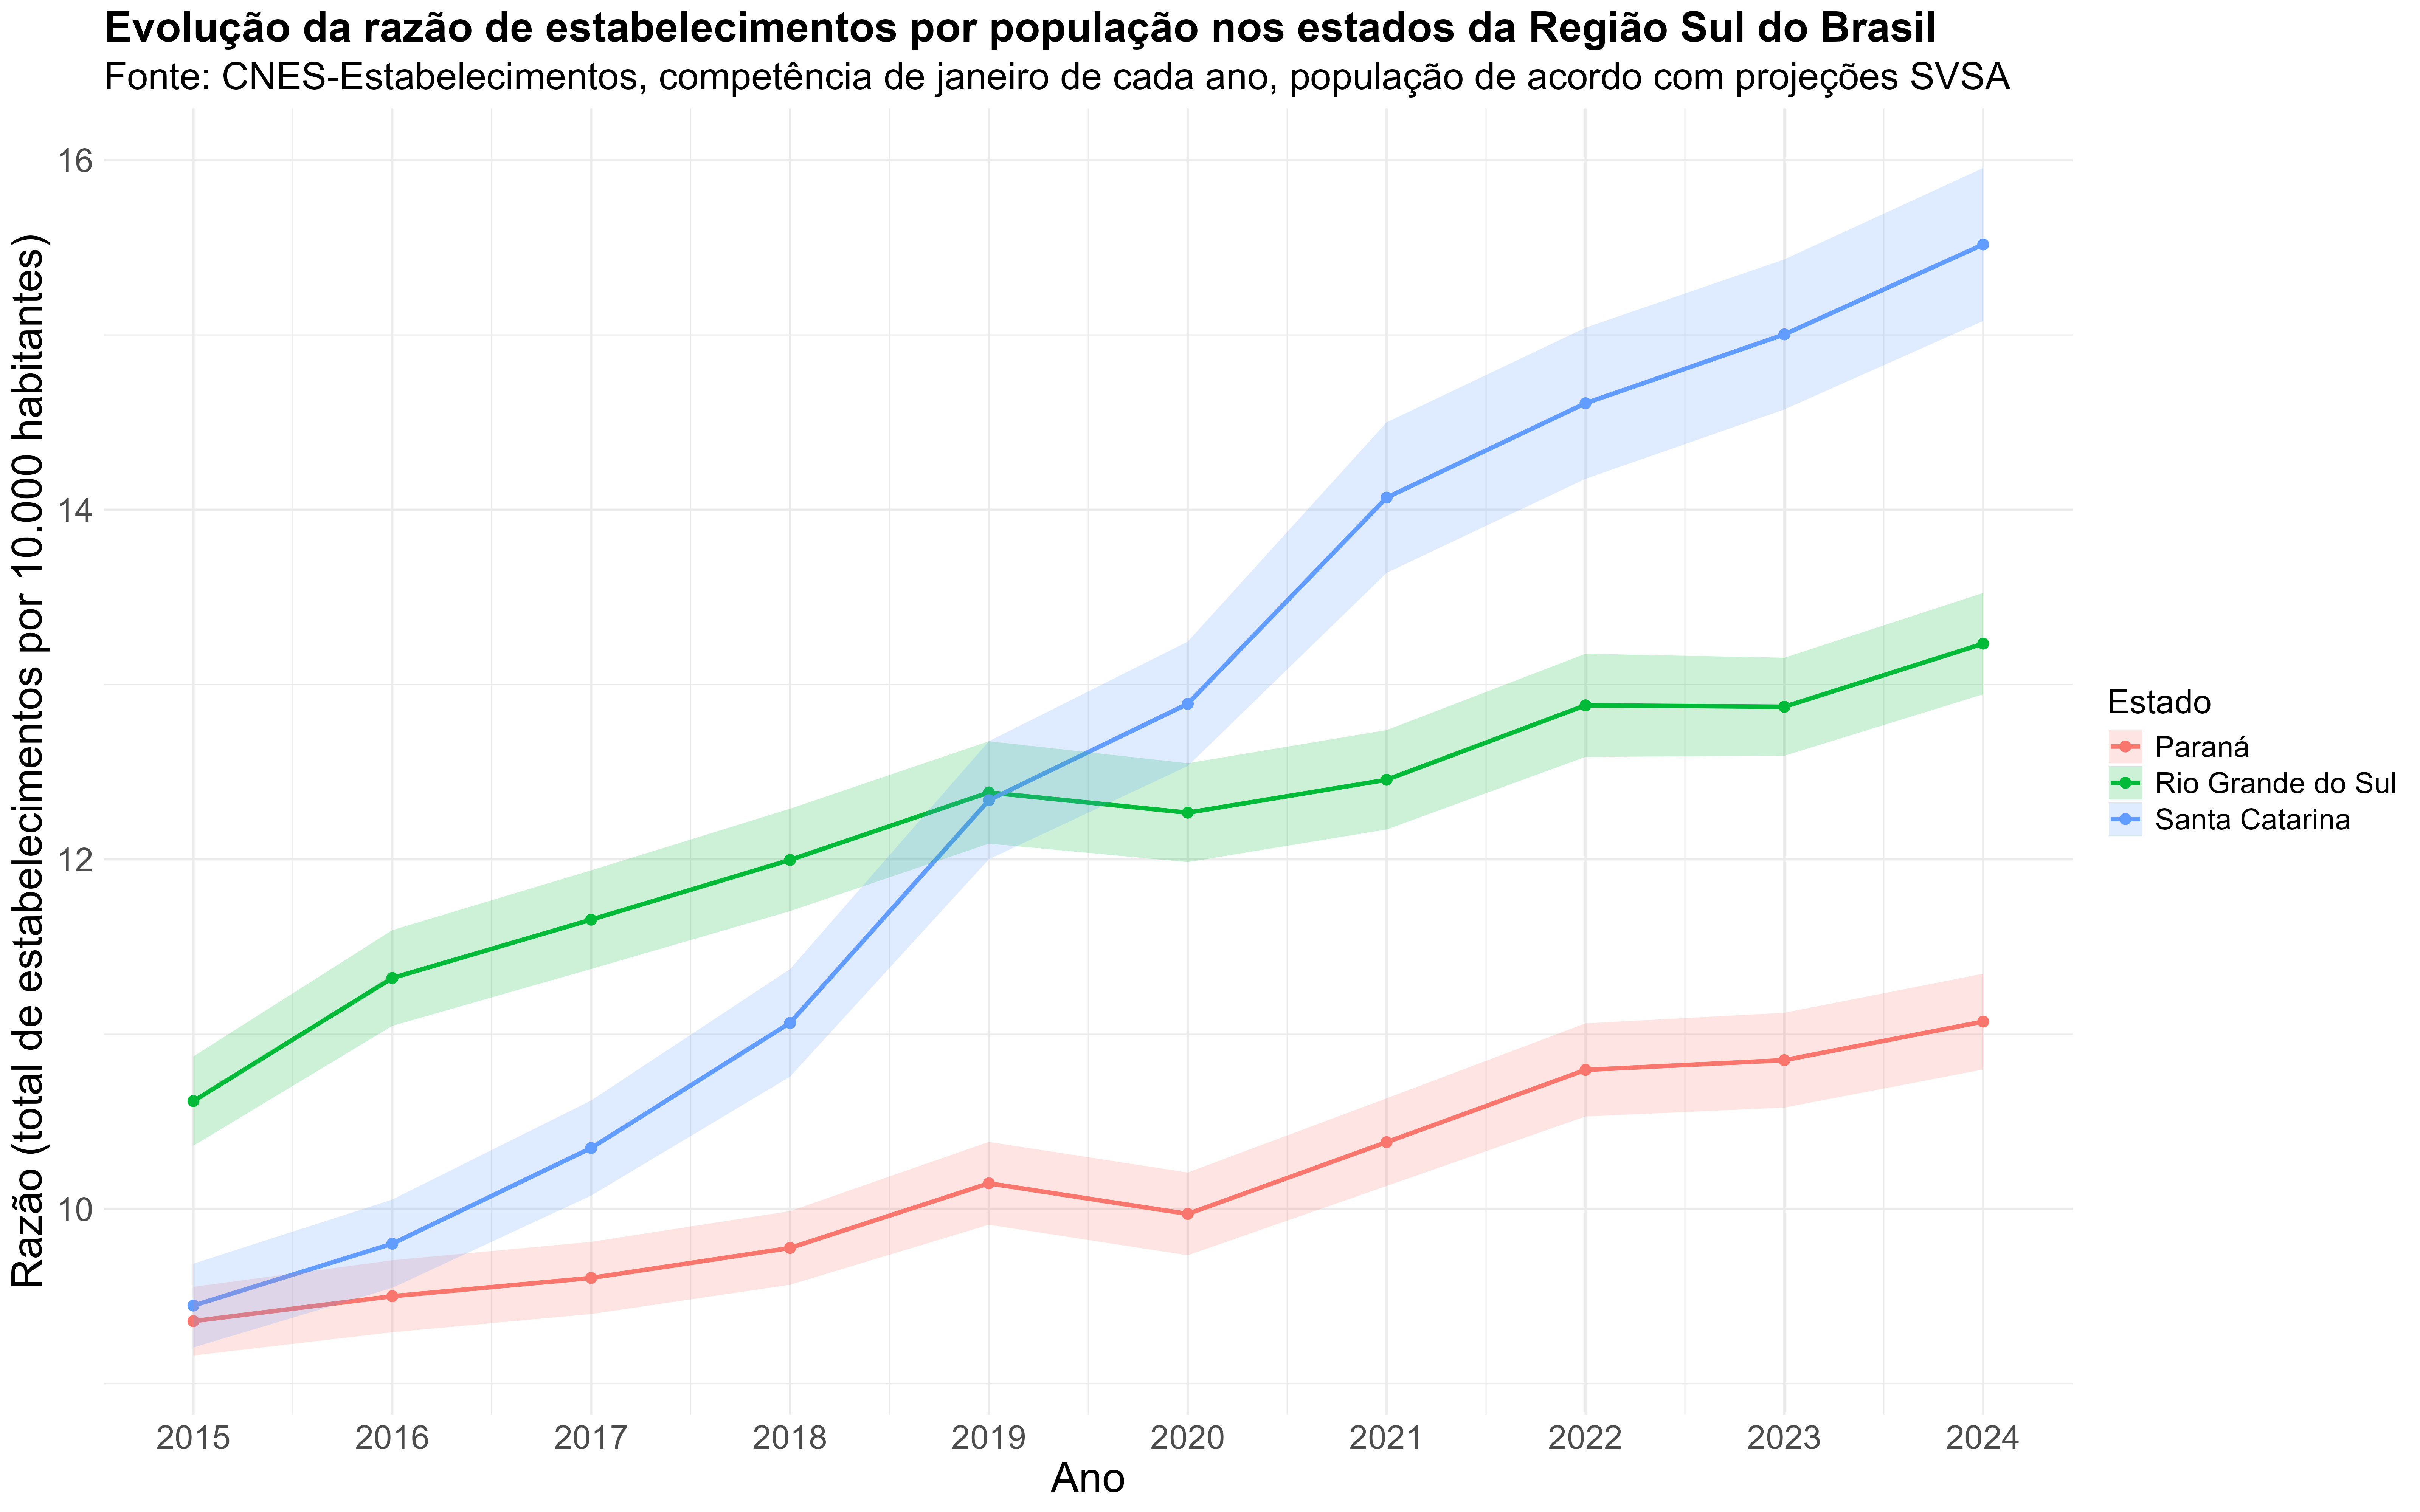 Evolução da razão de estabelecimentos por população nos estados da Região Sul do Brasil
Fonte: CNES-Estabelecimentos, competência de janeiro de cada ano, população de acordo com projeções SVSA
Razão (total de estabelecimentos por 10.000 habitantes)
16
14
12
10
2015
2016
2017
2018
2019
2020
2021
2022
2023
2024
Ano
Estado
Paraná
Rio Grande do Sul
Santa Catarina